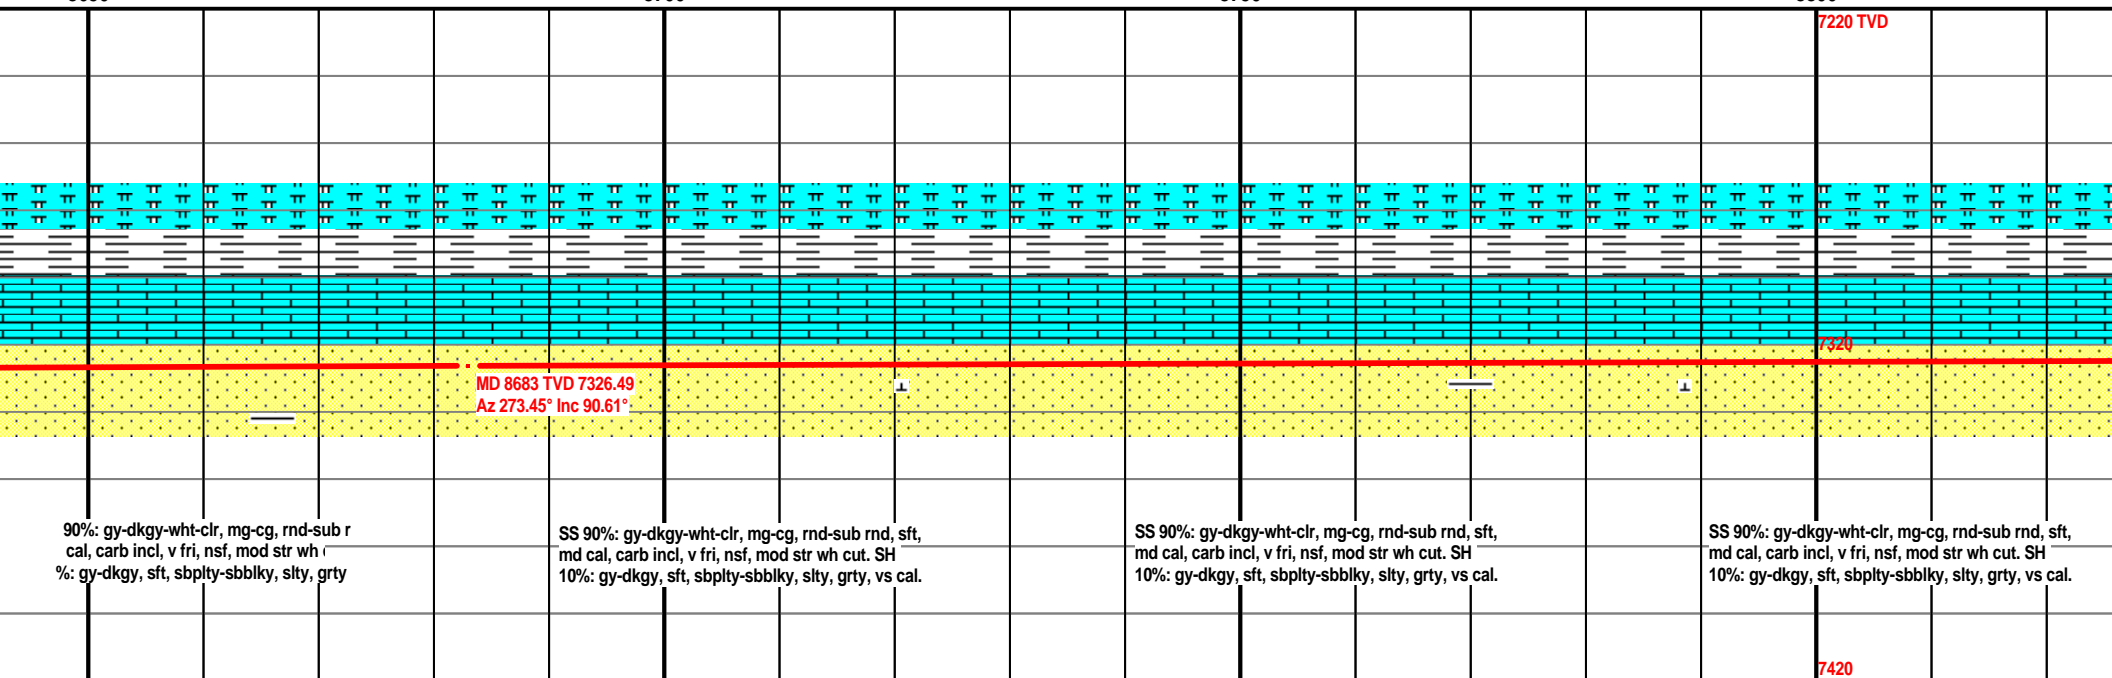 7220 TVD
7320
MD 8683 TVD 7326.49
Az 273.45° Inc 90.61°
90%: gy-dkgy-wht-clr, mg-cg, rnd-sub r
cal, carb incl, v fri, nsf, mod str wh
%: gy-dkgy, sft, sbplty-sbblky, slty, grty
SS 90%: gy-dkgy-wht-clr, mg-cg, rnd-sub rnd, sft,
md cal, carb incl, v fri, nsf, mod str wh cut. SH
10%: gy-dkgy, sft, sbplty-sbblky, slty, grty, vs cal.
SS 90%: gy-dkgy-wht-clr, mg-cg, rnd-sub rnd, sft,
md cal, carb incl, v fri, nsf, mod str wh cut. SH
10%: gy-dkgy, sft, sbplty-sbblky, slty, grty, vs cal.
SS 90%: gy-dkgy-wht-clr, mg-cg, rnd-sub rnd, sft,
md cal, carb incl, v fri, nsf, mod str wh cut. SH
10%: gy-dkgy, sft, sbplty-sbblky, slty, grty, vs cal.
7420